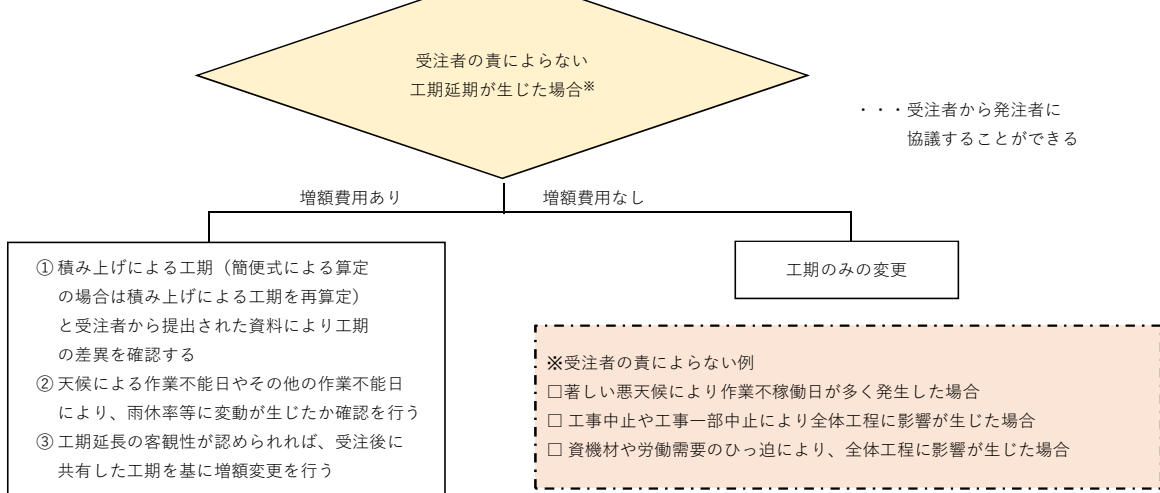 受注者の責によらない
工期延期が生じた場合※
・・・受注者から発注者に
協議することができる
増額費用あり
増額費用なし
①積み上げによる工期（簡便式による算定
の場合は積み上げによる工期を再算定）
と受注者から提出された資料により工期
の差異を確認する
②天候による作業不能日やその他の作業不能日
により、雨休率等に変動が生じたか確認を行う
③工期延長の客観性が認められれば、受注後に
共有した工期を基に増額変更を行う
工期のみの変更
※受注者の責によらない例
□著しい悪天候により作業不稼働日が多く発生した場合
□ 工事中止や工事一部中止により全体工程に影響が生じた場合
□ 資機材や労働需要のひっ迫により、全体工程に影響が生じた場合